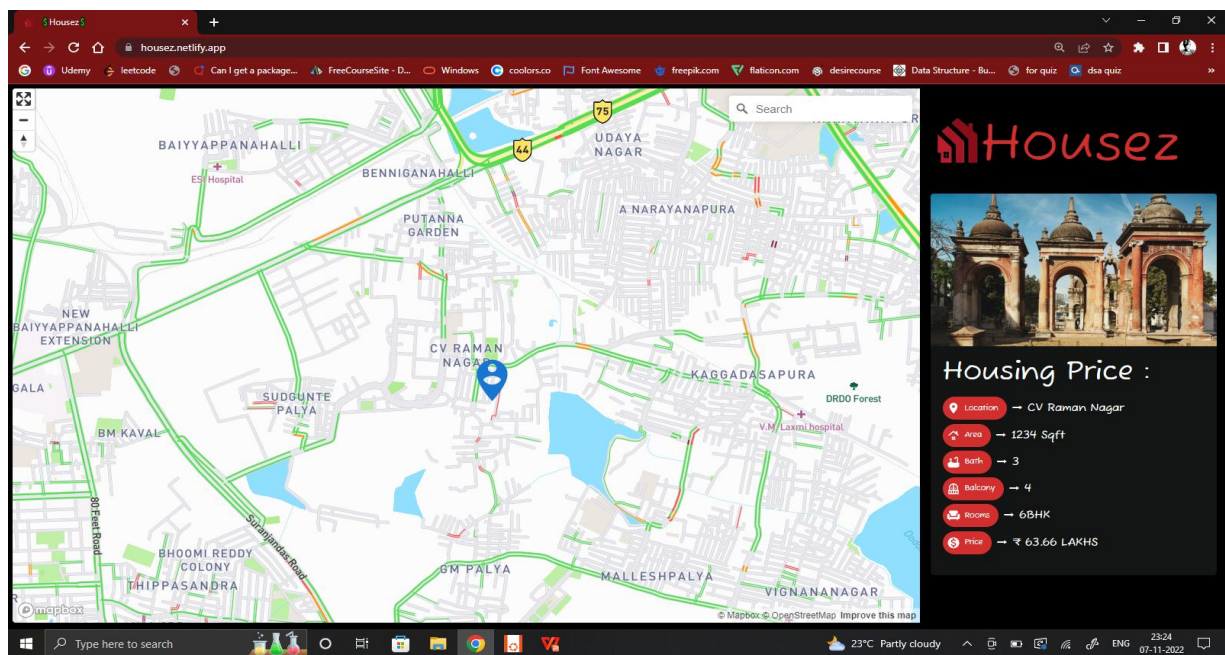 $ Housez $
housez.netlify.app
Udemy
leetcode
Can I get a package...
FreeCourseSite - D...
Windows
coolors.co
Font Awesome
freepik.com
flaticon.com
desirecourse
Data Structure - Bu...
for quiz
dsa quiz
»
Search
75
44
UDAYA
NAGAR
BAIYYAPPANAHALLI
ESI Hospital
BENNIGANAHALLI
PUTANNA
GARDEN
A NARAYANAPURA
NEW
BAIYYAPPANAHALLI
EXTENSION
CV RAMAN
NAGAR
KAGGADASAPURA
DRDO Forest
GALA
SUDGUNTE
PALYA
V.M. Laxmi hospital
BM KAVAL
80 Feet Road
Suranjandas Road
BHOOMI REDDY
COLONY
THIPPASANDRA
GM PALYA
MALLESHPALYA
VIGNANANAGAR
mapbox
© Mapbox © OpenStreetMap Improve this map
Housez
Housing Price :
Location → CV Raman Nagar
Area → 1234 Sqft
Bath → 3
Balcony → 4
Rooms → 6BHK
Price → ₹ 63.66 LAKHS
Type here to search
23°C Partly cloudy
ENG
23:24
07-11-2022